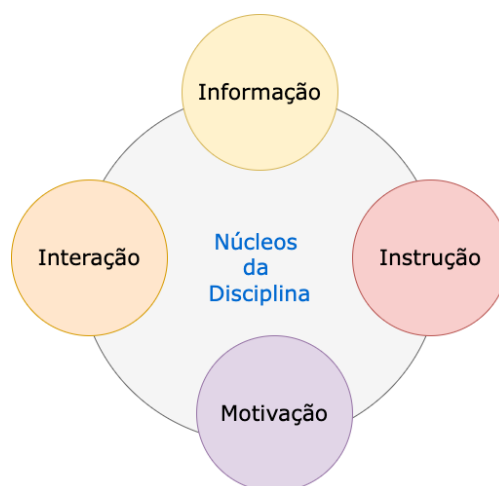 Informação
Interação
Núcleos
da
Disciplina
Instrução
Motivação